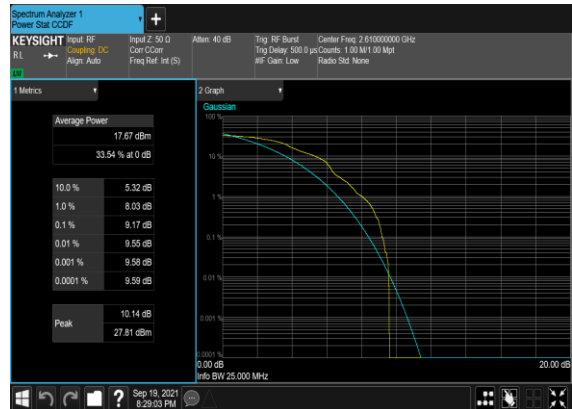 Spectrum Analyzer 1
Power Stat CCDF
KEYSIGHT
RL
Input: RF
Coupling: DC
Align: Auto
Input Z: 50 Ω
Corr CCorr
Freq Ref: Int (S)
Atten: 40 dB
Trig: RF Burst
Trig Delay: 500.0 µs
#IF Gain: Low
Center Freq: 2.610000000 GHz
Counts: 1.00 M/1.00 Mpt
Radio Std: None
1 Metrics
Average Power
17.67 dBm
33.54 % at 0 dB
10.0 % 5.32 dB
1.0 % 8.03 dB
0.1 % 9.17 dB
0.01 % 9.55 dB
0.001 % 9.58 dB
0.0001 % 9.59 dB
Peak
10.14 dB
27.81 dBm
2 Graph
Gaussian
100 %
10 %
1 %
0.1 %
0.01 %
0.001 %
0.0001 %
0.00 dB 20.00 dB
Info BW 25.000 MHz
? Sep 19, 2021
8:29:03 PM